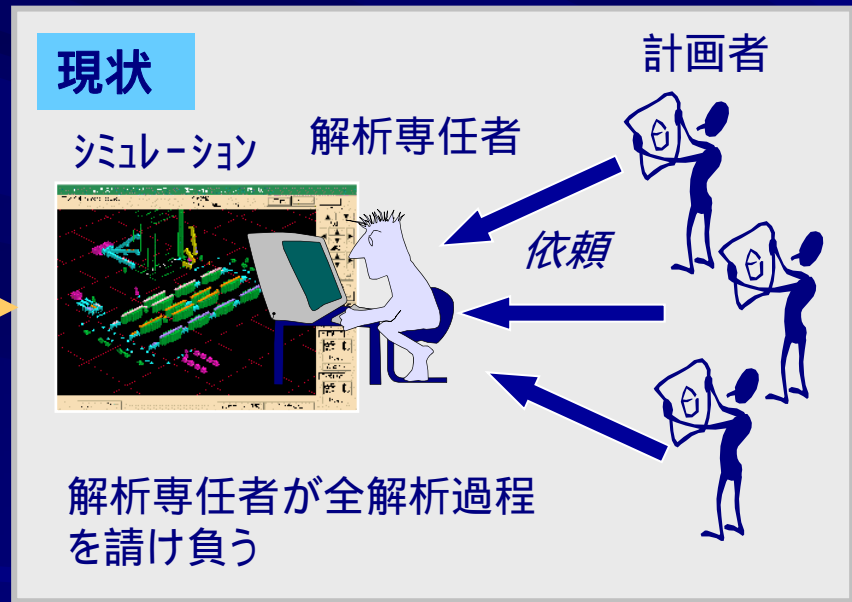 現状
計画者
解析専任者
シミュレーション
依頼
解析専任者が全解析過程
を請け負う